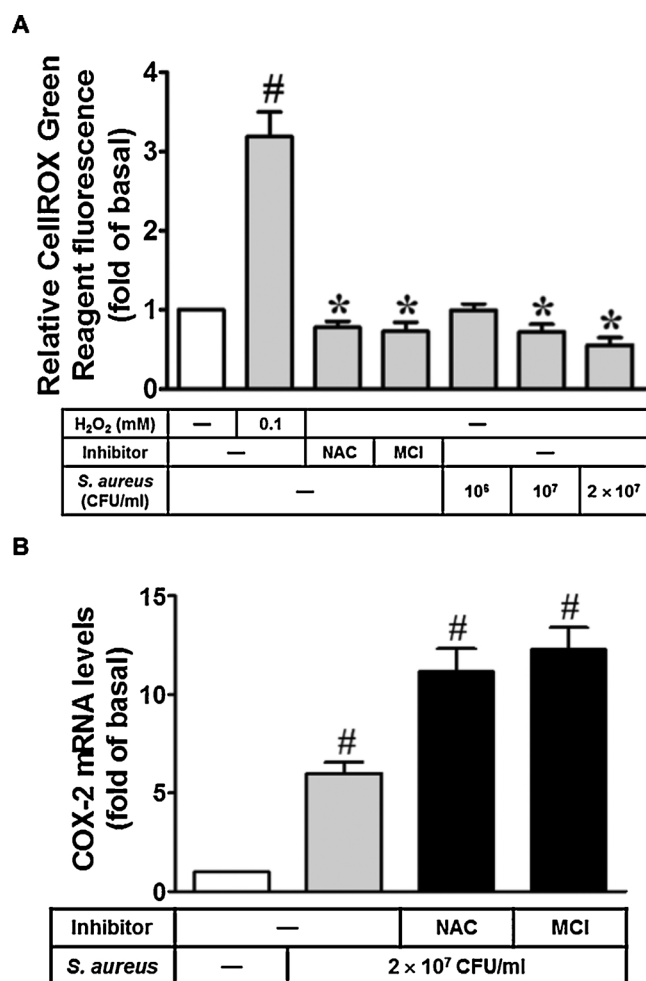 A
Relative CellROX Green
Reagent fluorescence
(fold of basal)
4
3
2
1
0
#
*
*
*
*
H₂O₂ (mM) — 0.1 —
Inhibitor — NAC MCI —
S. aureus
(CFU/ml) — 10⁶ 10⁷ 2 × 10⁷
B
COX-2 mRNA levels
(fold of basal)
15
10
5
0
#
#
#
Inhibitor — NAC MCI
S. aureus — 2 × 10⁷ CFU/ml